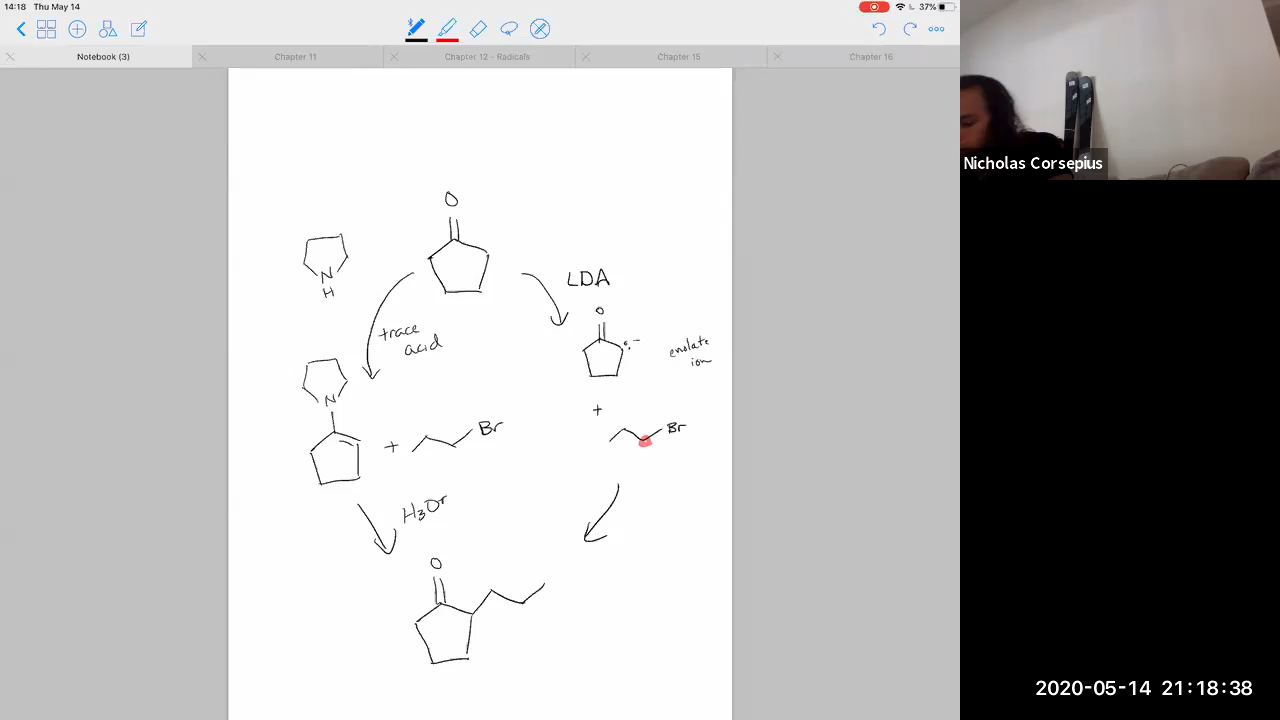 14:18 Thu May 14
37%
Notebook (3)
Chapter 11
Chapter 12 - Radicals
Chapter 15
Chapter 16
Nicholas Corsepius
O
N
H
LDA
trace
acid
O
enolate
ion
N
+
Br
+
Br
H3O+
O
2020-05-14 21:18:38